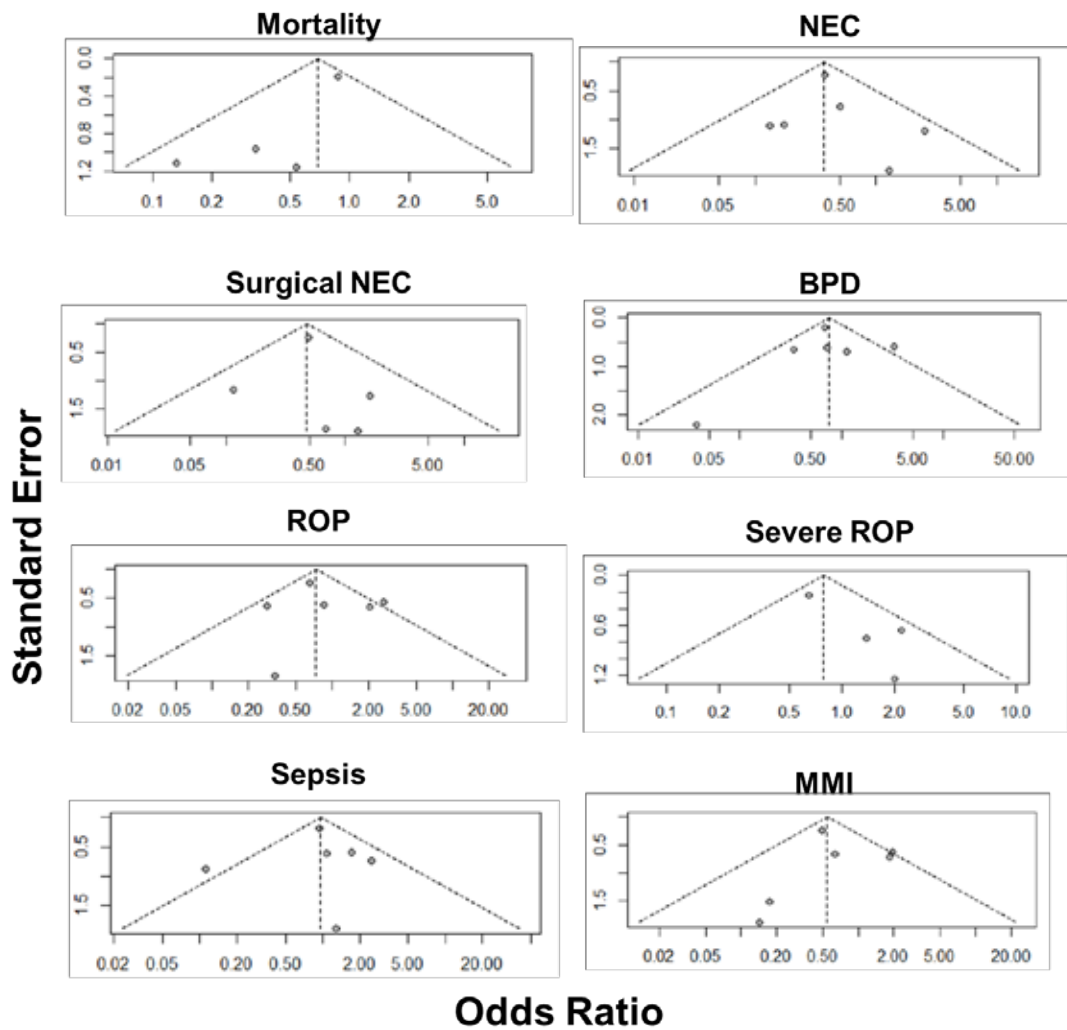 Mortality
NEC
0.0
0.4
0.8
1.2
0.1 0.2 0.5 1.0 2.0 5.0
0.5
1.5
0.01 0.05 0.50 5.00
Surgical NEC
BPD
0.5
1.5
0.01 0.05 0.50 5.00
0.0
1.0
2.0
0.01 0.05 0.50 5.00 50.00
ROP
Severe ROP
0.5
1.5
0.02 0.05 0.20 0.50 2.00 5.00 20.00
0.0
0.6
1.2
0.1 0.2 0.5 1.0 2.0 5.0 10.0
Sepsis
MMI
0.5
1.5
0.02 0.05 0.20 0.50 2.00 5.00 20.00
0.5
1.5
0.02 0.05 0.20 0.50 2.00 5.00 20.00
Standard Error
Odds Ratio